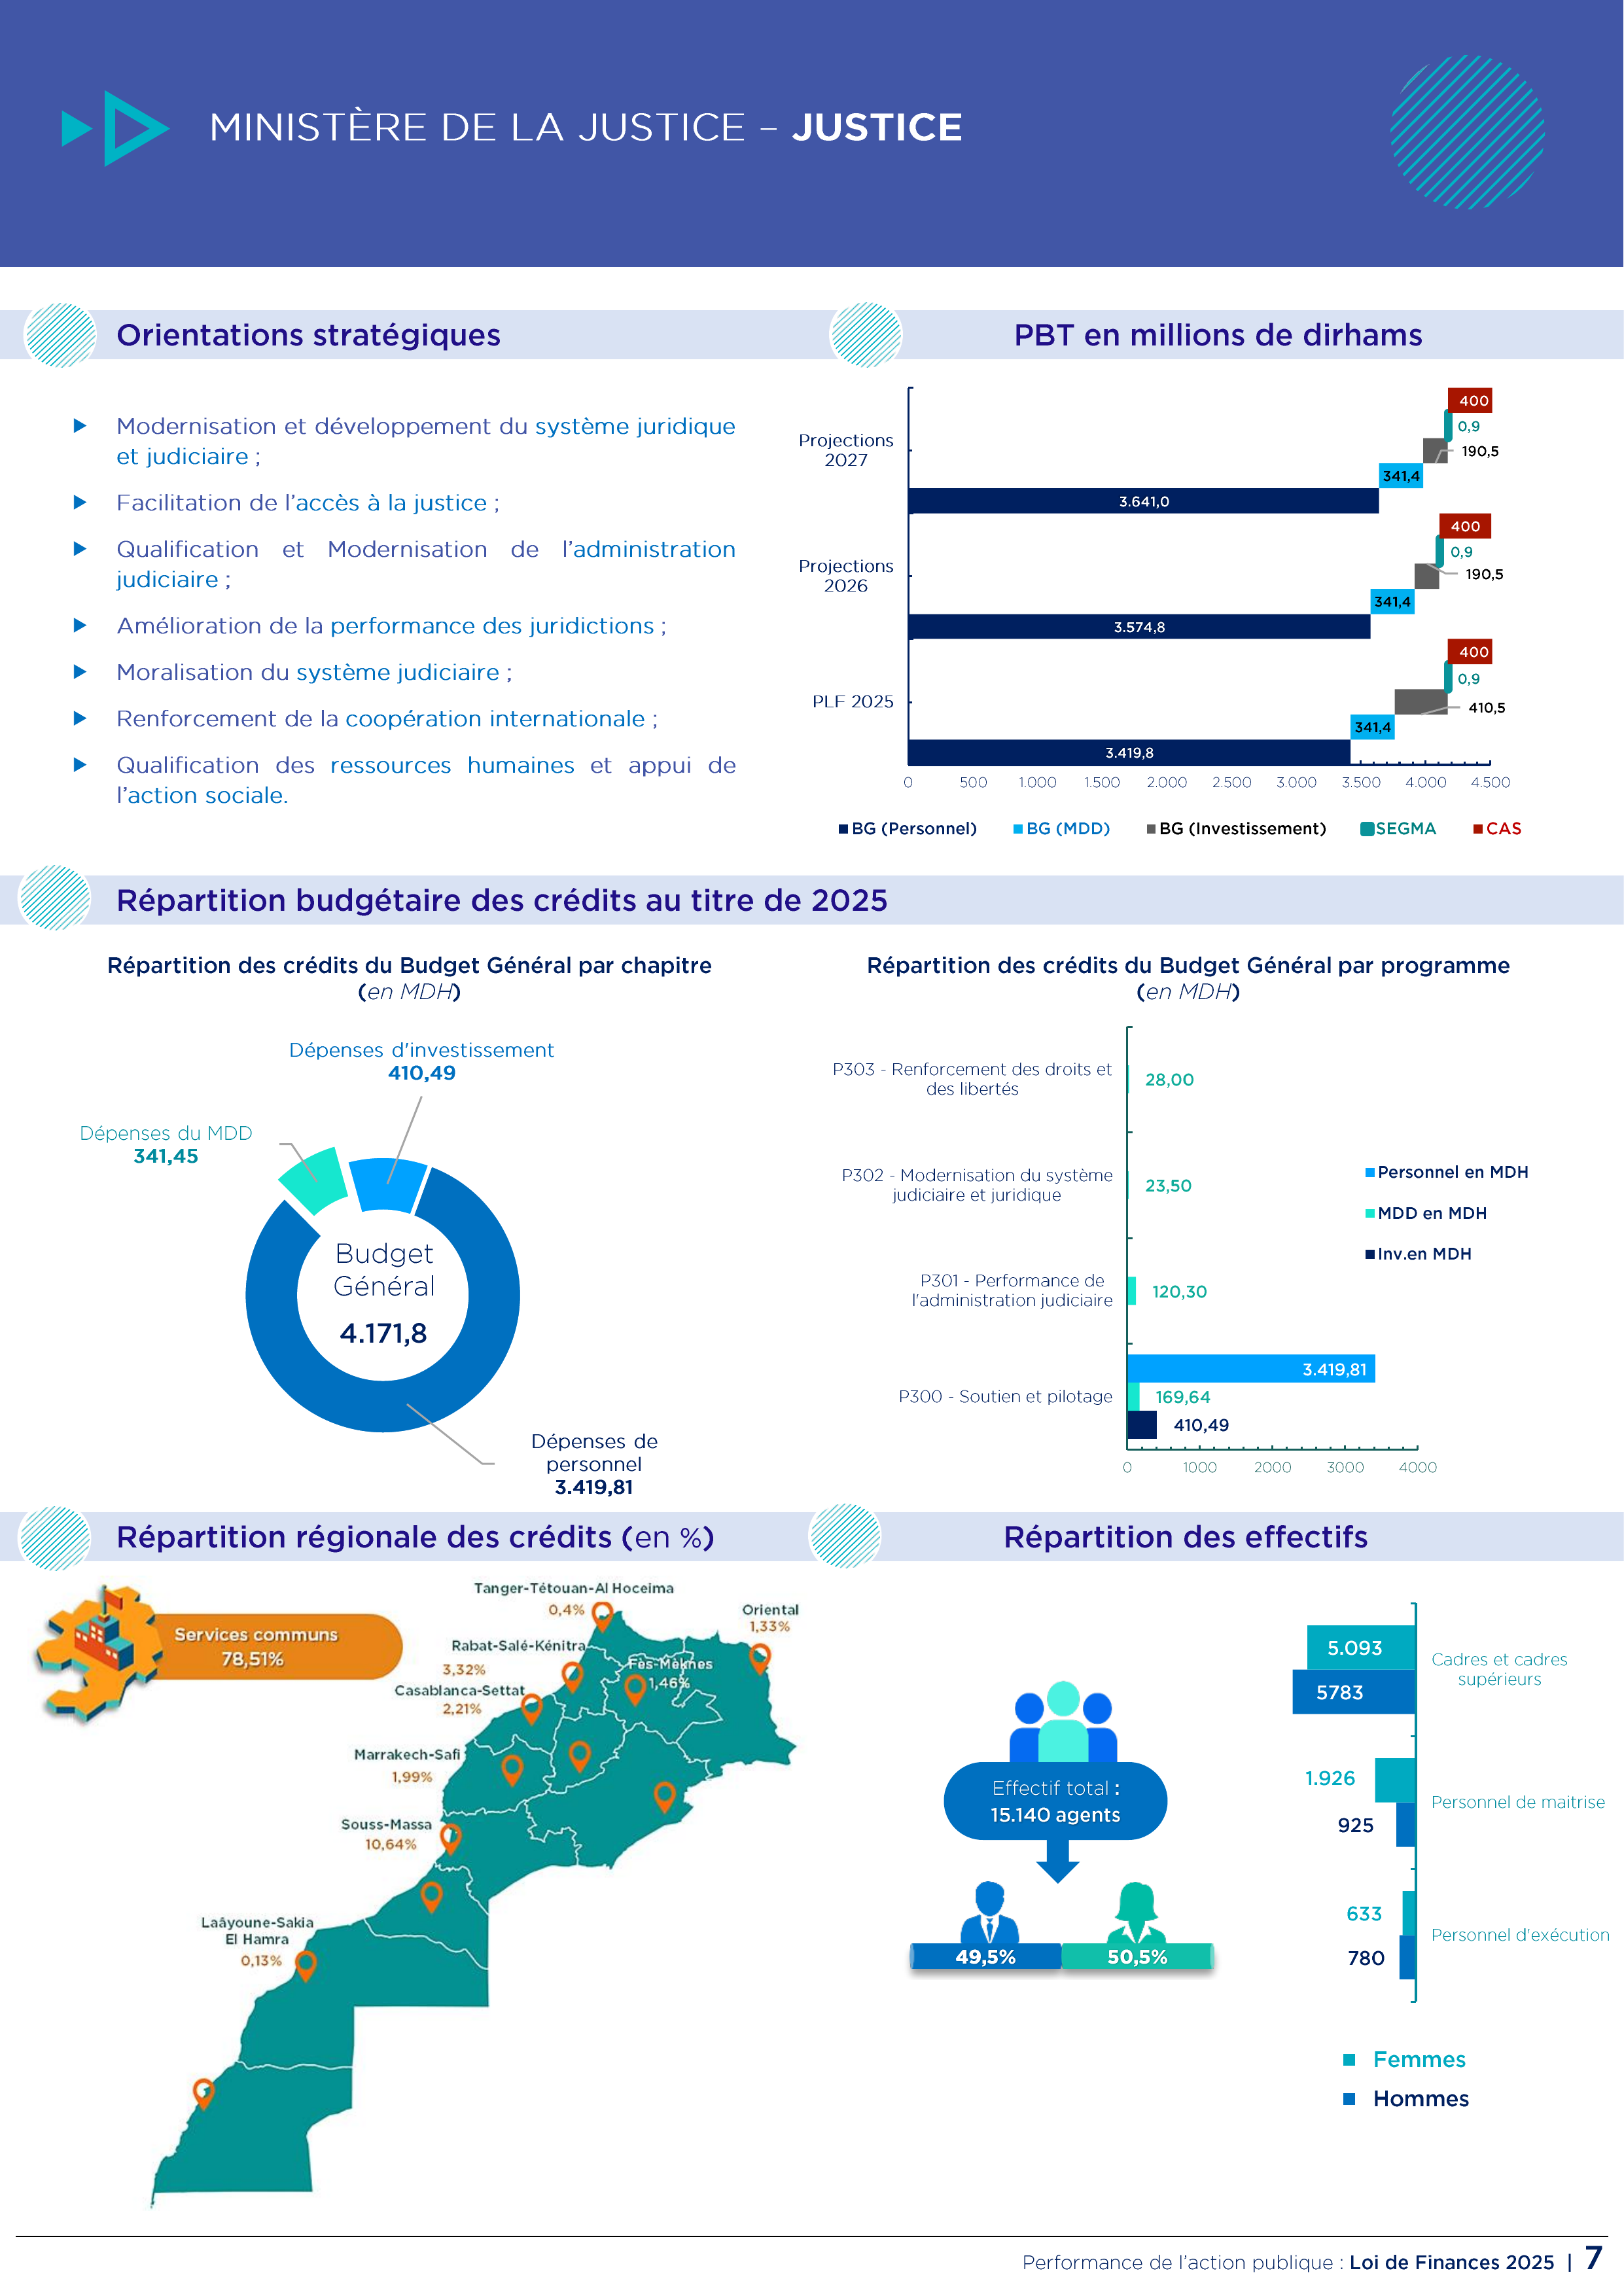 MINISTÈRE DE LA JUSTICE – JUSTICE
Orientations stratégiques
Modernisation et développement du système juridique
et judiciaire ;
Facilitation de l’accès à la justice ;
Qualification et Modernisation de l’administration
judiciaire ;
Amélioration de la performance des juridictions ;
Moralisation du système judiciaire ;
Renforcement de la coopération internationale ;
Qualification des ressources humaines et appui de
l’action sociale.
PBT en millions de dirhams
400
0,9
Projections
2027
190,5
341,4
3.641,0
400
0,9
Projections
2026
190,5
341,4
3.574,8
400
0,9
PLF 2025
410,5
341,4
3.419,8
0 500 1.000 1.500 2.000 2.500 3.000 3.500 4.000 4.500
BG (Personnel) BG (MDD) BG (Investissement) SEGMA CAS
Répartition budgétaire des crédits au titre de 2025
Répartition des crédits du Budget Général par chapitre
(en MDH)
Dépenses d'investissement
410,49
Dépenses du MDD
341,45
Budget
Général
4.171,8
Dépenses de
personnel
3.419,81
Répartition des crédits du Budget Général par programme
(en MDH)
P303 - Renforcement des droits et
des libertés
28,00
P302 - Modernisation du système
judiciaire et juridique
23,50
P301 - Performance de
l'administration judiciaire
120,30
3.419,81
P300 - Soutien et pilotage
169,64
410,49
0 1000 2000 3000 4000
Personnel en MDH
MDD en MDH
Inv.en MDH
Répartition régionale des crédits (en %)
Services communs
78,51%
Tanger-Tétouan-Al Hoceima
0,4%
Oriental
1,33%
Rabat-Salé-Kénitra
3,32%
Fès-Meknes
1,46%
Casablanca-Settat
2,21%
Marrakech-Safi
1,99%
Souss-Massa
10,64%
Laâyoune-Sakia
El Hamra
0,13%
Répartition des effectifs
Effectif total :
15.140 agents
49,5% 50,5%
5.093
5783
Cadres et cadres
supérieurs
1.926
925
Personnel de maitrise
633
780
Personnel d'exécution
Femmes
Hommes
Performance de l’action publique : Loi de Finances 2025 | 7